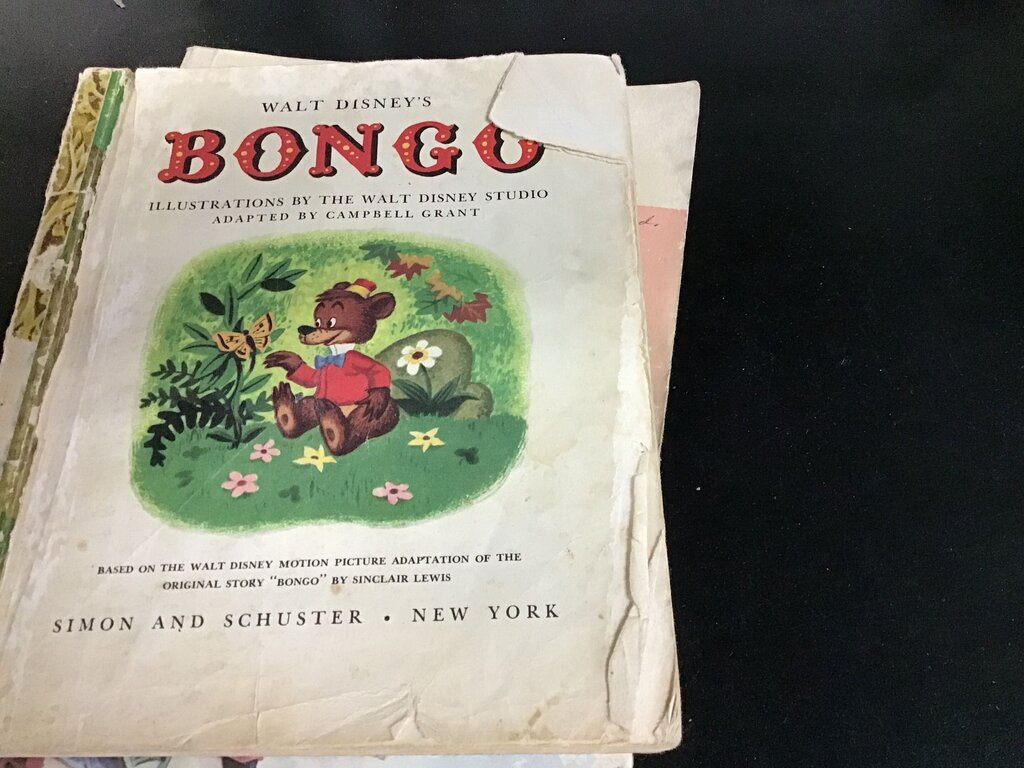 WALT DISNEY'S
BONGO
ILLUSTRATIONS BY THE WALT DISNEY STUDIO
ADAPTED BY CAMPBELL GRANT
d.
BASED ON THE WALT DISNEY MOTION PICTURE ADAPTATION OF THE
ORIGINAL STORY "BONGO" BY SINCLAIR LEWIS
SIMON AND SCHUSTER • NEW YORK